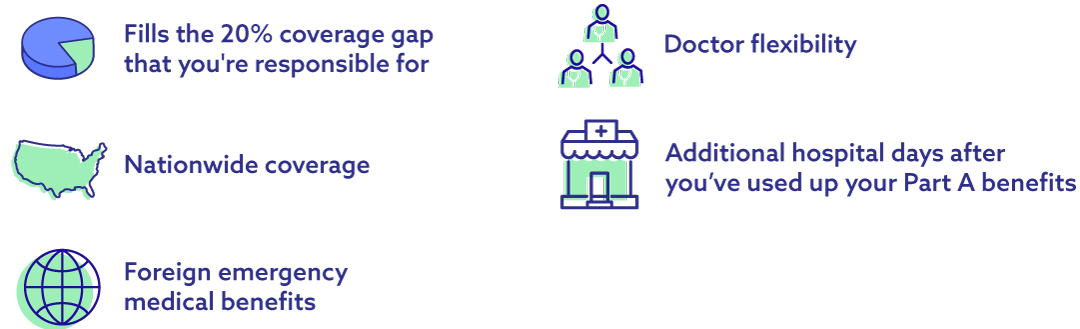 Fills the 20% coverage gap
that you're responsible for
Nationwide coverage
Foreign emergency
medical benefits
Doctor flexibility
Additional hospital days after
you’ve used up your Part A benefits